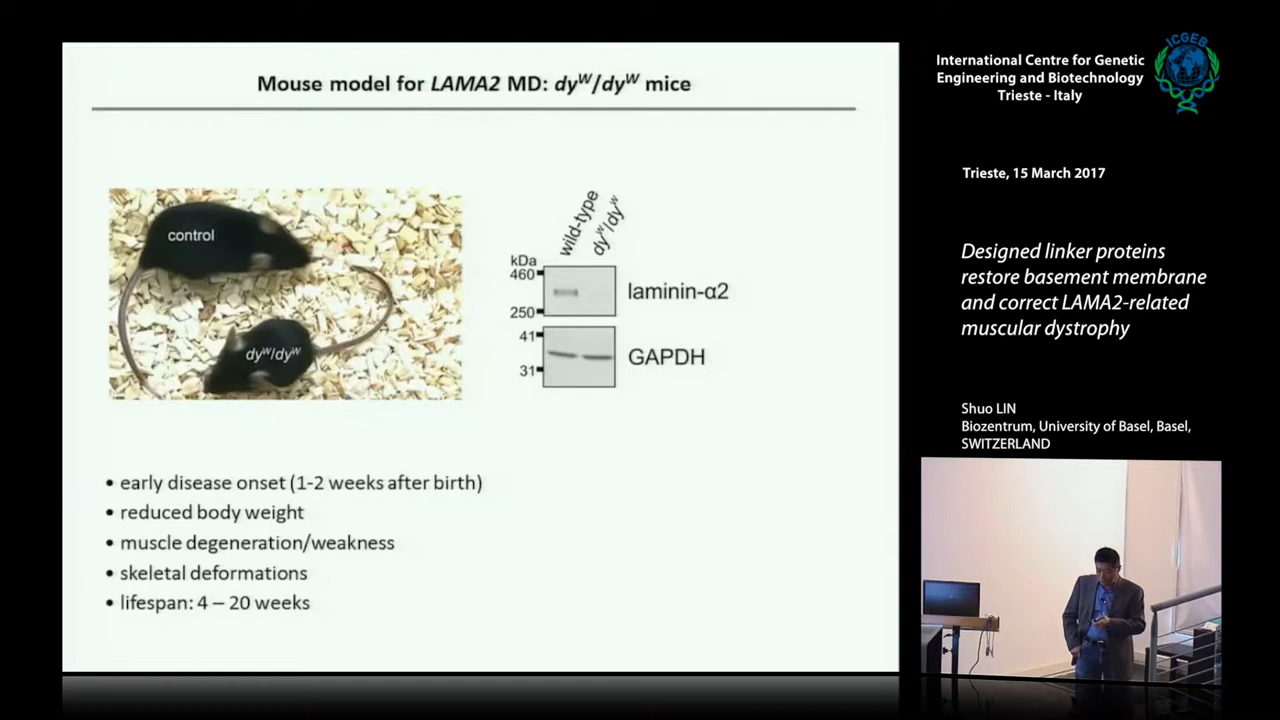 Mouse model for LAMA2 MD: dyW/dyW mice
control
dyW/dyW
wild-type
dyW/dyW
kDa
460
250
laminin-α2
41
31
GAPDH
• early disease onset (1-2 weeks after birth)
• reduced body weight
• muscle degeneration/weakness
• skeletal deformations
• lifespan: 4 – 20 weeks
International Centre for Genetic
Engineering and Biotechnology
Trieste - Italy
ICGEB
Trieste, 15 March 2017
Designed linker proteins
restore basement membrane
and correct LAMA2-related
muscular dystrophy
Shuo LIN
Biozentrum, University of Basel, Basel,
SWITZERLAND